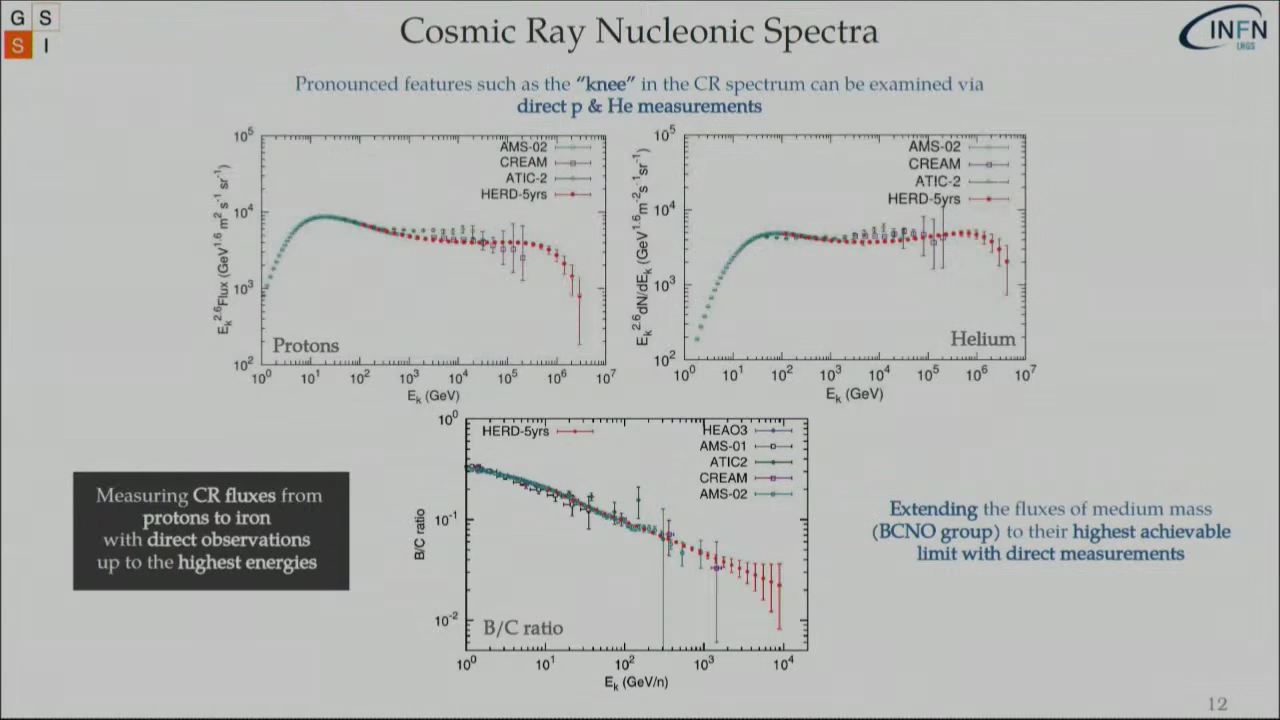 G S
S I
Cosmic Ray Nucleonic Spectra
INFN
LNGS
Pronounced features such as the "knee" in the CR spectrum can be examined via
direct p & He measurements
AMS-02
CREAM
ATIC-2
HERD-5yrs
10^5
10^4
10^3
10^2
E_k^2.6 Flux (GeV^1.6 m^2 s^-1 sr^-1)
Protons
10^0 10^1 10^2 10^3 10^4 10^5 10^6 10^7
E_k (GeV)
AMS-02
CREAM
ATIC-2
HERD-5yrs
10^5
10^4
10^3
10^2
E_k^2.6 dN/dE_k (GeV^1.6 m^-2 s^-1 sr^-1)
Helium
10^0 10^1 10^2 10^3 10^4 10^5 10^6 10^7
E_k (GeV)
HERD-5yrs
HEAO3
AMS-01
ATIC2
CREAM
AMS-02
10^0
10^-1
10^-2
B/C ratio
B/C ratio
10^0 10^1 10^2 10^3 10^4
E_k (GeV/n)
Measuring CR fluxes from
protons to iron
with direct observations
up to the highest energies
Extending the fluxes of medium mass
(BCNO group) to their highest achievable
limit with direct measurements
12